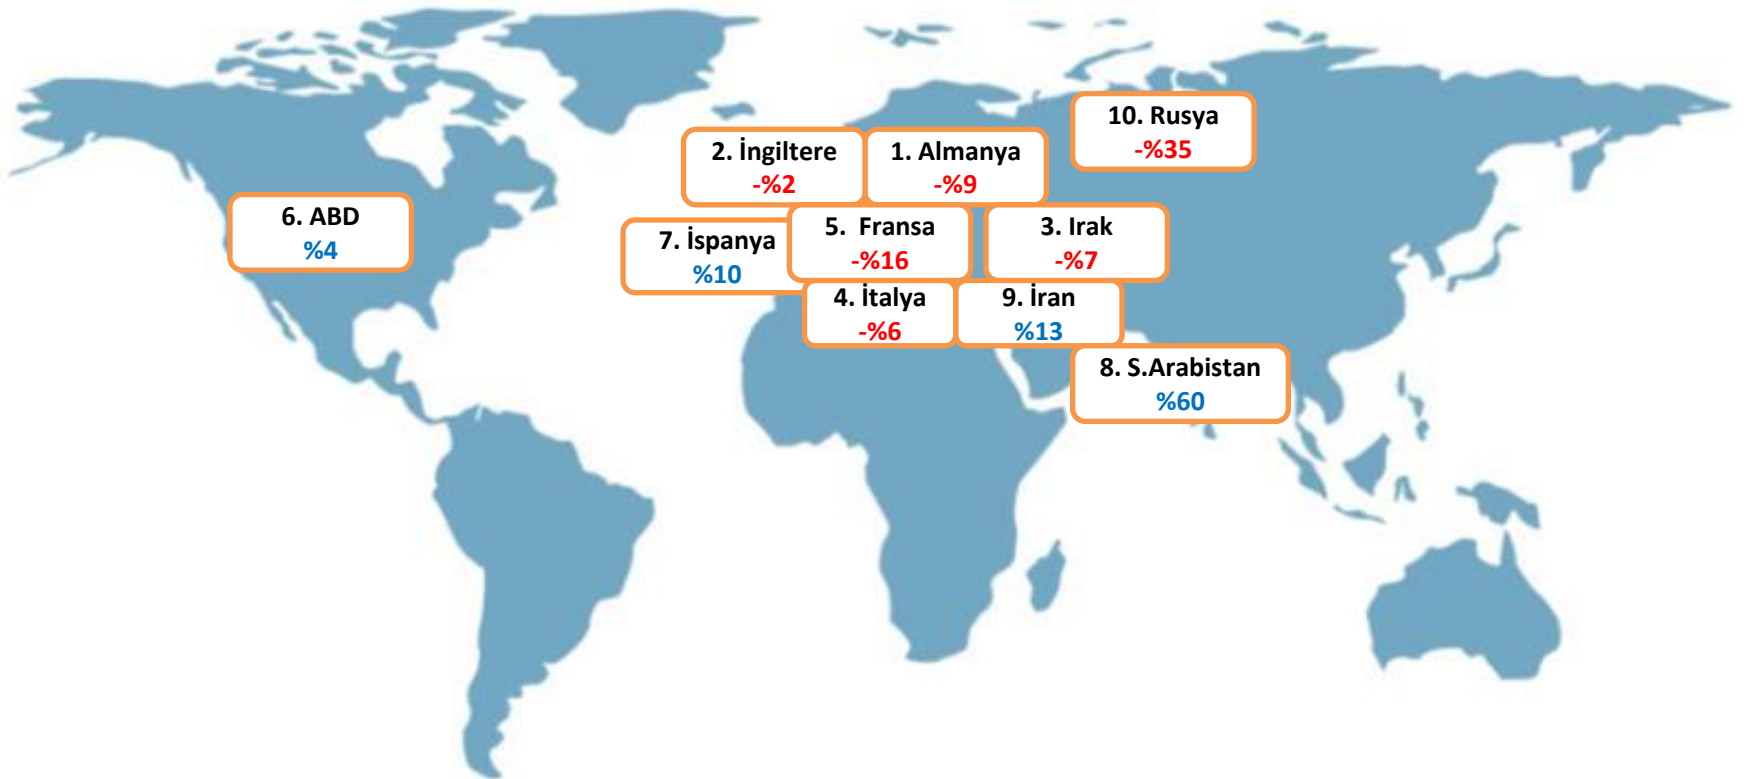 10. Rusya
-%35
2. İngiltere
-%2
1. Almanya
-%9
6. ABD
%4
7. İspanya
%10
5.  Fransa
-%16
3. Irak
-%7
4. İtalya
-%6
9. İran
%13
8. S.Arabistan
%60